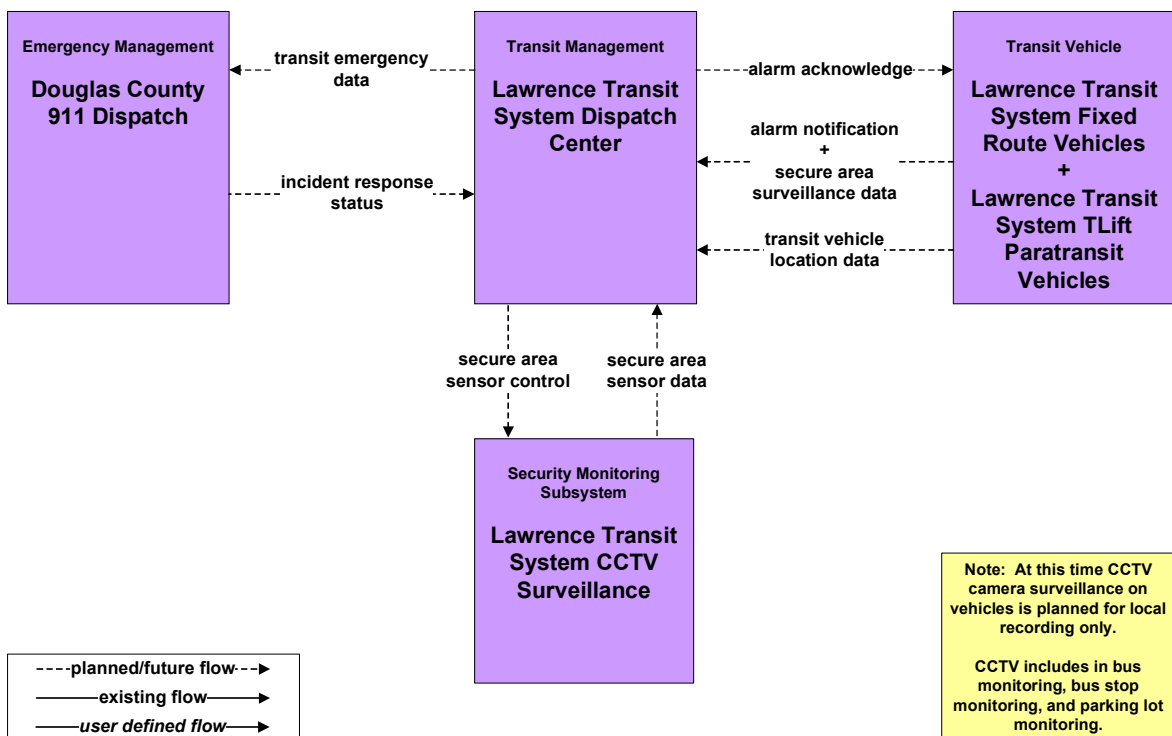 Emergency Management
Douglas County
911 Dispatch
transit emergency
data
incident response
status
Transit Management
Lawrence Transit
System Dispatch
Center
alarm acknowledge
alarm notification
+
secure area
surveillance data
transit vehicle
location data
Transit Vehicle
Lawrence Transit
System Fixed
Route Vehicles
+
Lawrence Transit
System TLift
Paratransit
Vehicles
secure area
sensor control
secure area
sensor data
Security Monitoring
Subsystem
Lawrence Transit
System CCTV
Surveillance
planned/future flow
existing flow
user defined flow
Note: At this time CCTV
camera surveillance on
vehicles is planned for local
recording only.
CCTV includes in bus
monitoring, bus stop
monitoring, and parking lot
monitoring.